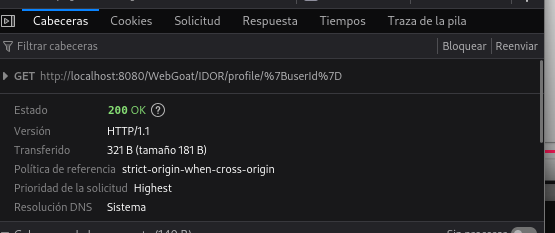 Cabeceras Cookies Solicitud Respuesta Tiempos Traza de la pila
Filtrar cabeceras Bloquear Reenviar
GET http://localhost:8080/WebGoat/IDOR/profile/%7BuserId%7D
Estado 200 OK ?
Versión HTTP/1.1
Transferido 321 B (tamaño 181 B)
Política de referencia strict-origin-when-cross-origin
Prioridad de la solicitud Highest
Resolución DNS Sistema